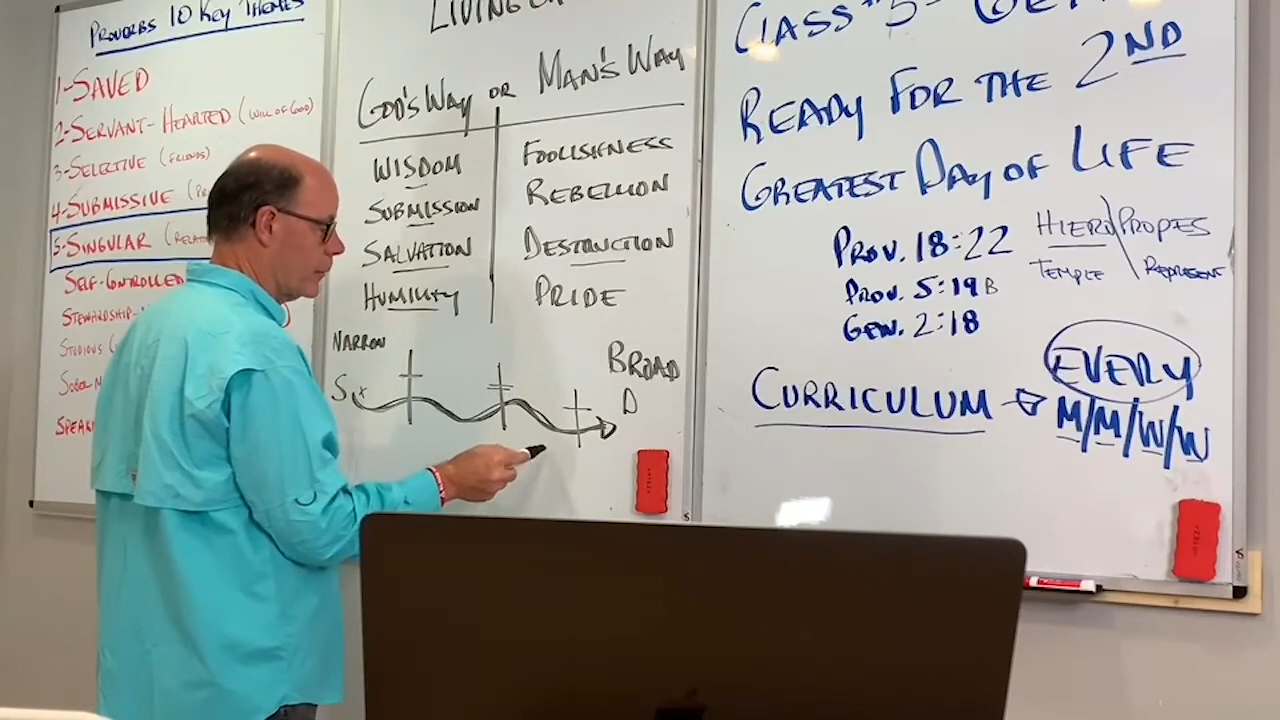 PROVERBS 10 KEY THEMES
1-SAVED
2-SERVANT-HEARTED (WILL OF GOD)
3-SELECTIVE (FRIENDS)
4-SUBMISSIVE
5-SINGULAR
SELF-CONTROLLED
STEWARDSHIP-
STUDIOUS
LIVING
GOD'S WAY OR MAN'S WAY
WISDOM FOOLISHNESS
SUBMISSION REBELLION
SALVATION DESTRUCTION
HUMILITY PRIDE
NARROW BROAD
S D
CLASS #5-
READY FOR THE 2ND
GREATEST DAY OF LIFE
PROV. 18:22
PROV. 5:19B
GEN. 2:18
HIERO PROPES
TEMPLE REPRESENT
CURRICULUM EVERY
M/M/W/W